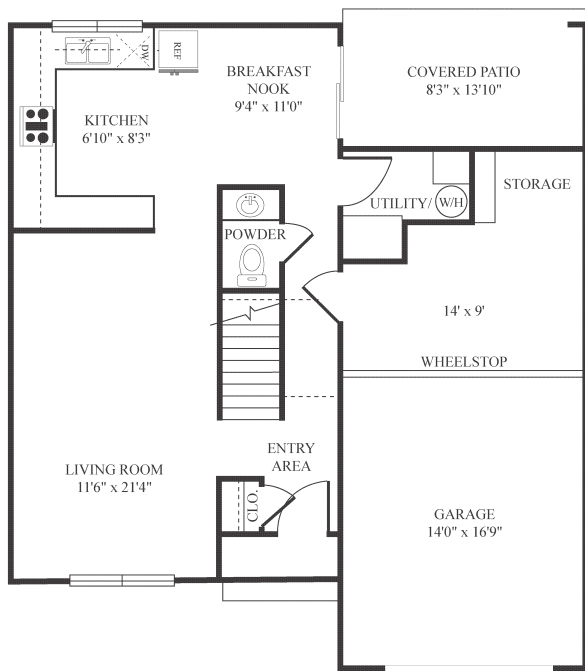 DW
REF
BREAKFAST
NOOK
9'4" x 11'0"
COVERED PATIO
8'3" x 13'10"
KITCHEN
6'10" x 8'3"
STORAGE
UTILITY/
W/H
POWDER
14' x 9'
WHEELSTOP
ENTRY
AREA
LIVING ROOM
11'6" x 21'4"
CLO.
GARAGE
14'0" x 16'9"